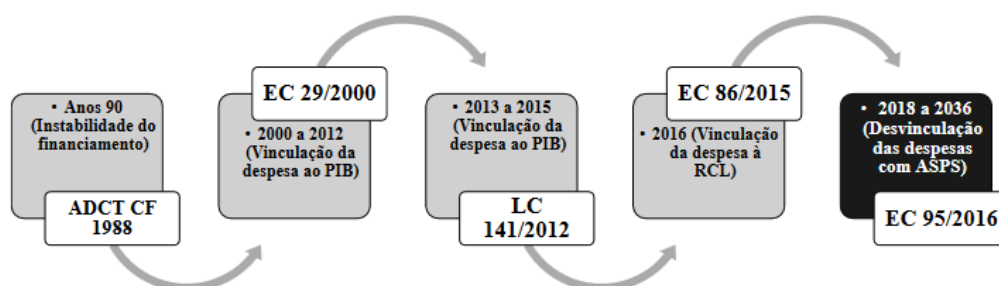 • Anos 90
(Instabilidade do
financiamento)
ADCT CF
1988
EC 29/2000
• 2000 a 2012
(Vinculação da
despesa ao PIB)
• 2013 a 2015
(Vinculação da
despesa ao PIB)
LC
141/2012
EC 86/2015
• 2016 (Vinculação
da despesa à
RCL)
• 2018 a 2036
(Desvinculação
das despesas
com ASPS)
EC 95/2016